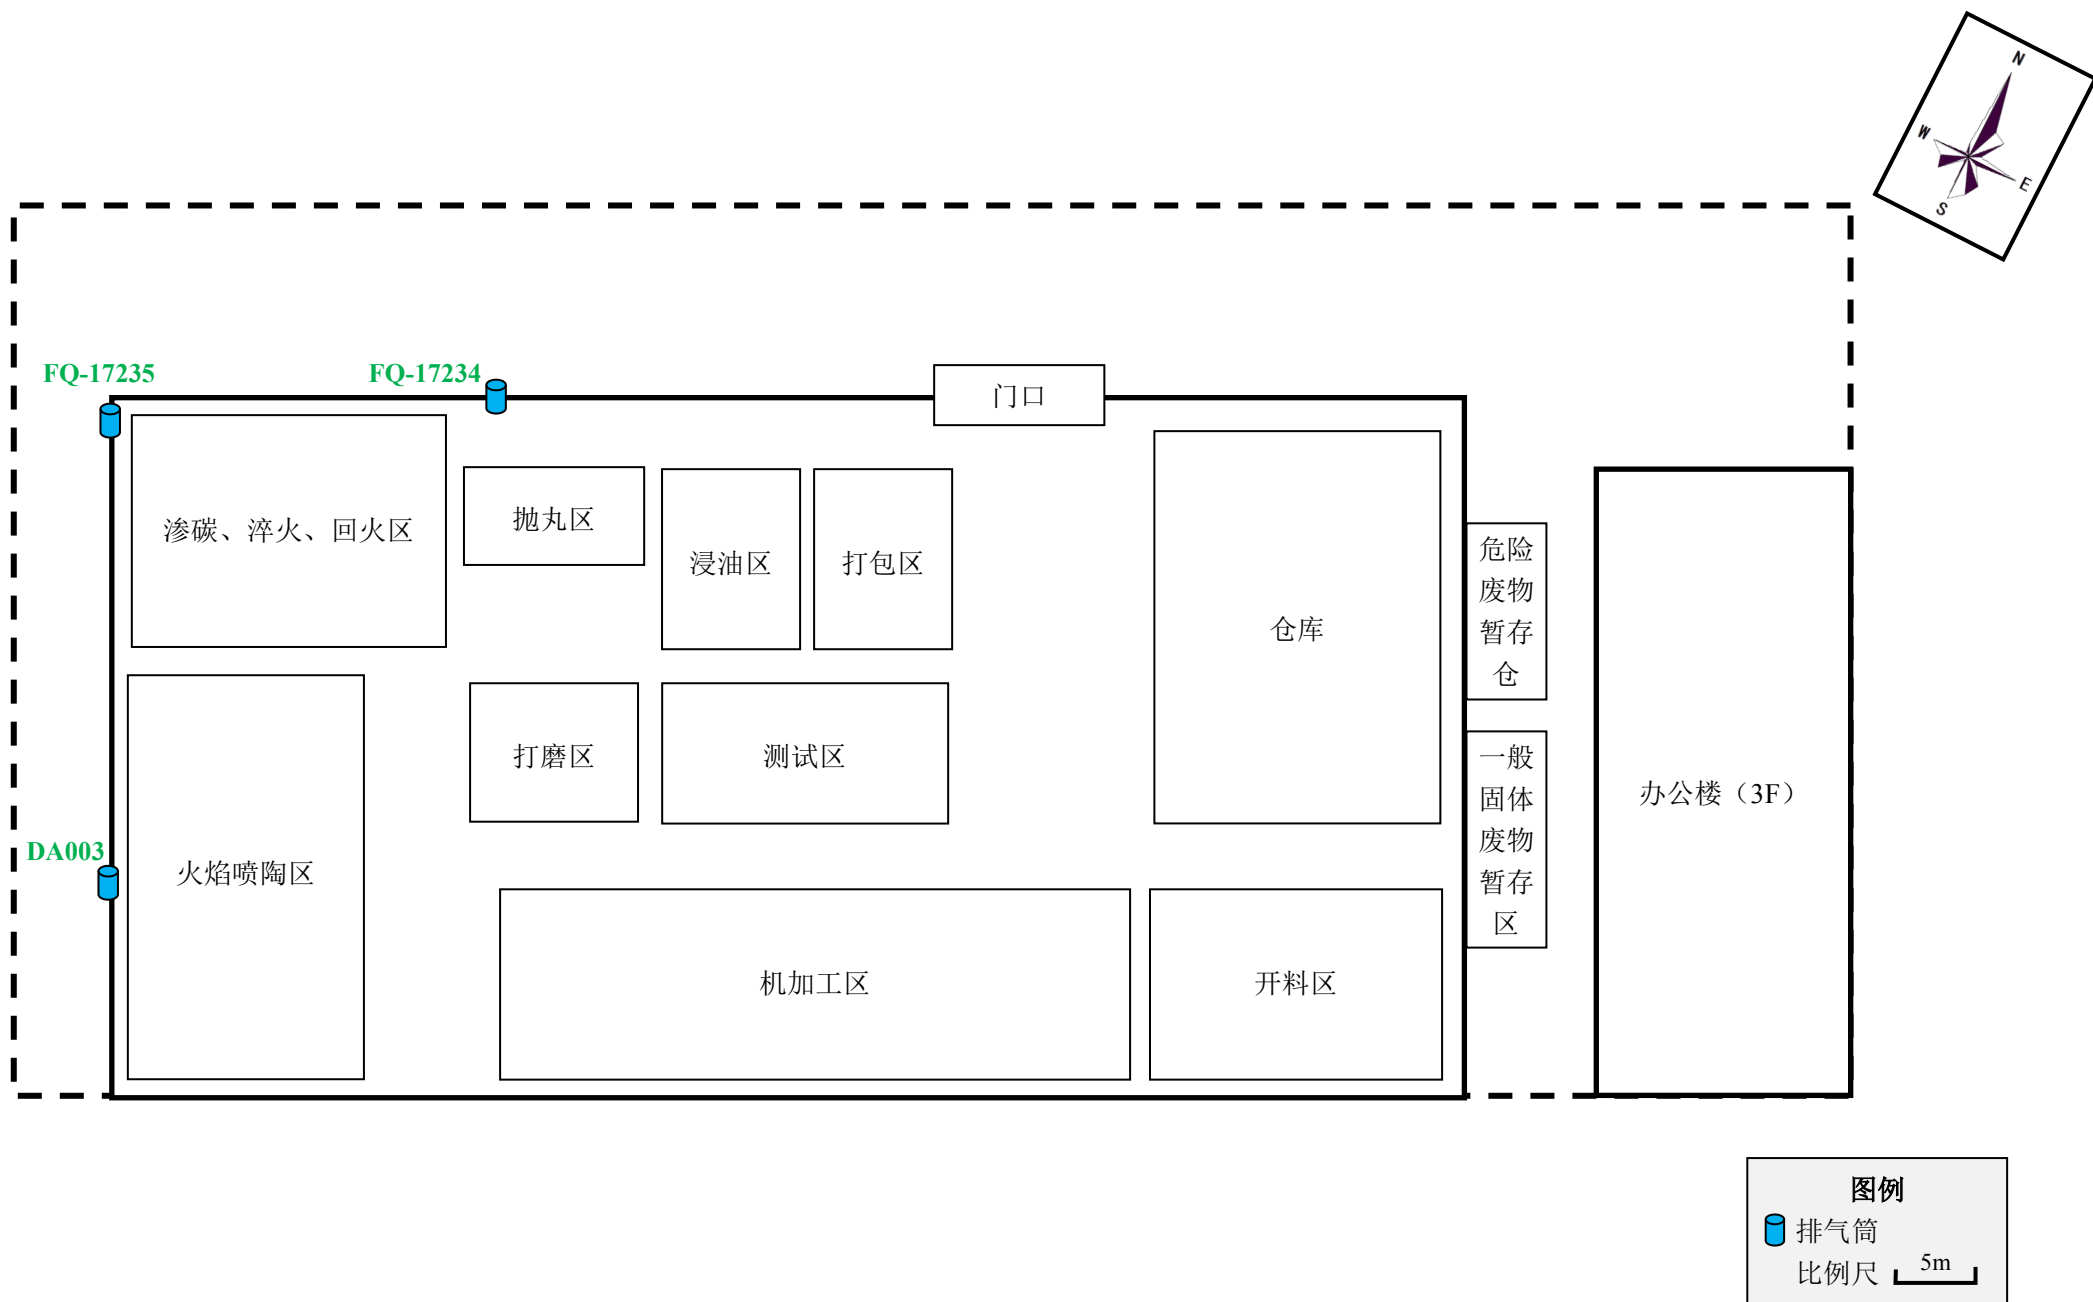 N
W
E
S
FQ-17235
FQ-17234
门口
渗碳、淬火、回火区
抛丸区
浸油区
打包区
仓库
危险
废物
暂存
仓
打磨区
测试区
一般
固体
废物
暂存
区
办公楼（3F）
DA003
火焰喷陶区
机加工区
开料区
图例
排气筒
比例尺 5m